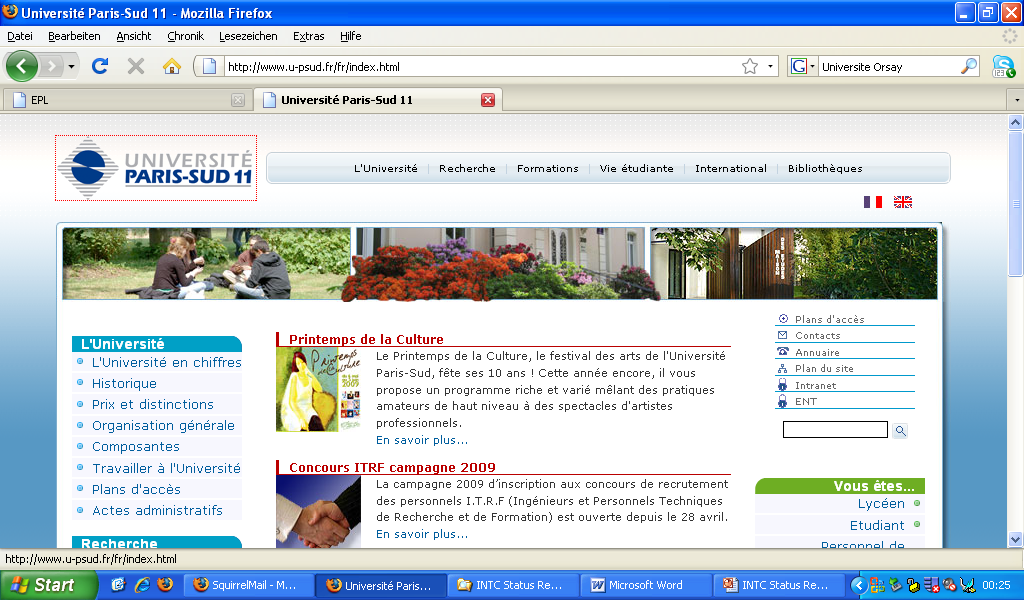 Université Paris-Sud 11 - Mozilla Firefox
Datei Bearbeiten Ansicht Chronik Lesezeichen Extras Hilfe
http://www.u-psud.fr/fr/index.html
G Universite Orsay
EPL
Université Paris-Sud 11
UNIVERSITÉ
PARIS-SUD 11
L'Université Recherche Formations Vie étudiante International Bibliothèques
L'Université
L'Université en chiffres
Historique
Prix et distinctions
Organisation générale
Composantes
Travailler à l'Université
Plans d'accès
Actes administratifs
Recherche
Printemps de la Culture
Printemps
Culture
2009
Le Printemps de la Culture, le festival des arts de l'Université
Paris-Sud, fête ses 10 ans ! Cette année encore, il vous
propose un programme riche et varié mêlant des pratiques
amateurs de haut niveau à des spectacles d'artistes
professionnels.
En savoir plus...
Concours ITRF campagne 2009
La campagne 2009 d'inscription aux concours de recrutement
des personnels I.T.R.F (Ingénieurs et Personnels Techniques
de Recherche et de Formation) est ouverte depuis le 28 avril.
En savoir plus...
Plans d'accès
Contacts
Annuaire
Plan du site
Intranet
ENT
Vous êtes...
Lycéen
Etudiant
Personnel de
http://www.u-psud.fr/fr/index.html
Start
SquirrelMail - M...
Université Paris...
INTC Status Re...
Microsoft Word
INTC Status Re...
00:25